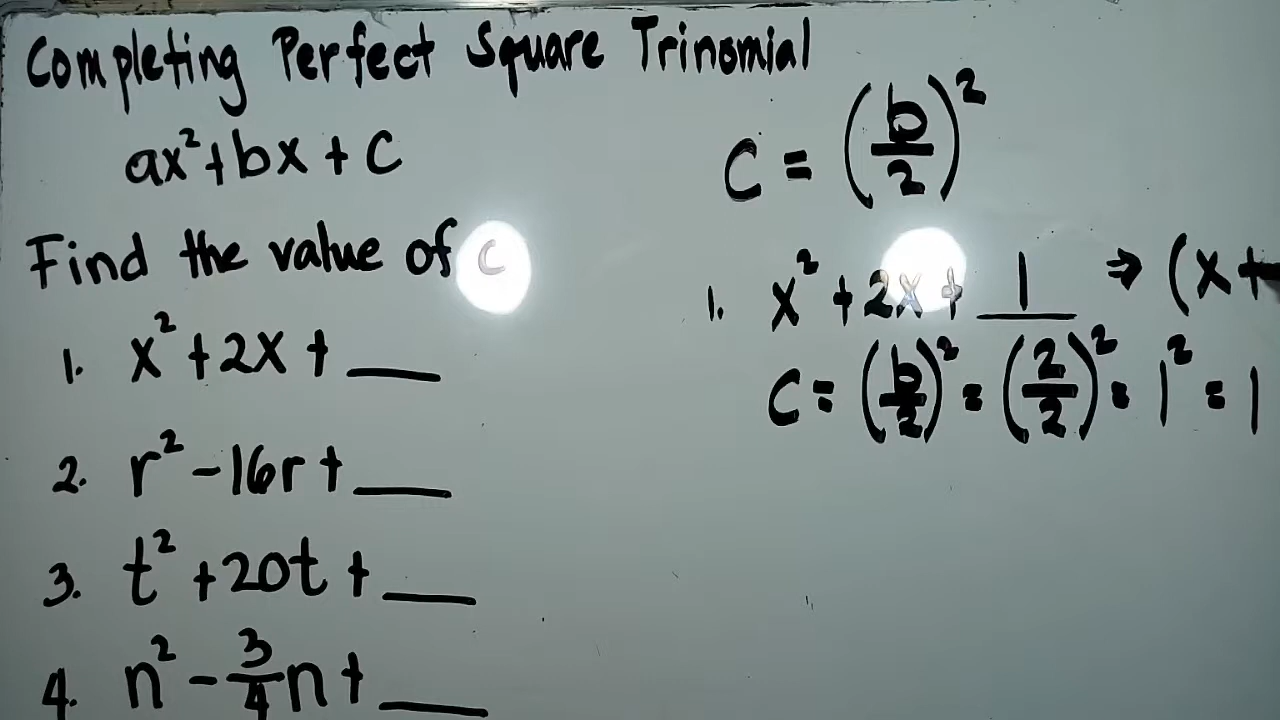 Completing Perfect Square Trinomial
ax²+bx+c
Find the value of c
1. x²+2x+___
2. r²-16r+___
3. t²+20t+___
4. n²-3/4n+___
C=(b/2)²
1. x²+2x+1 ⇒ (x+
C=(b/2)²=(2/2)²=1²=1